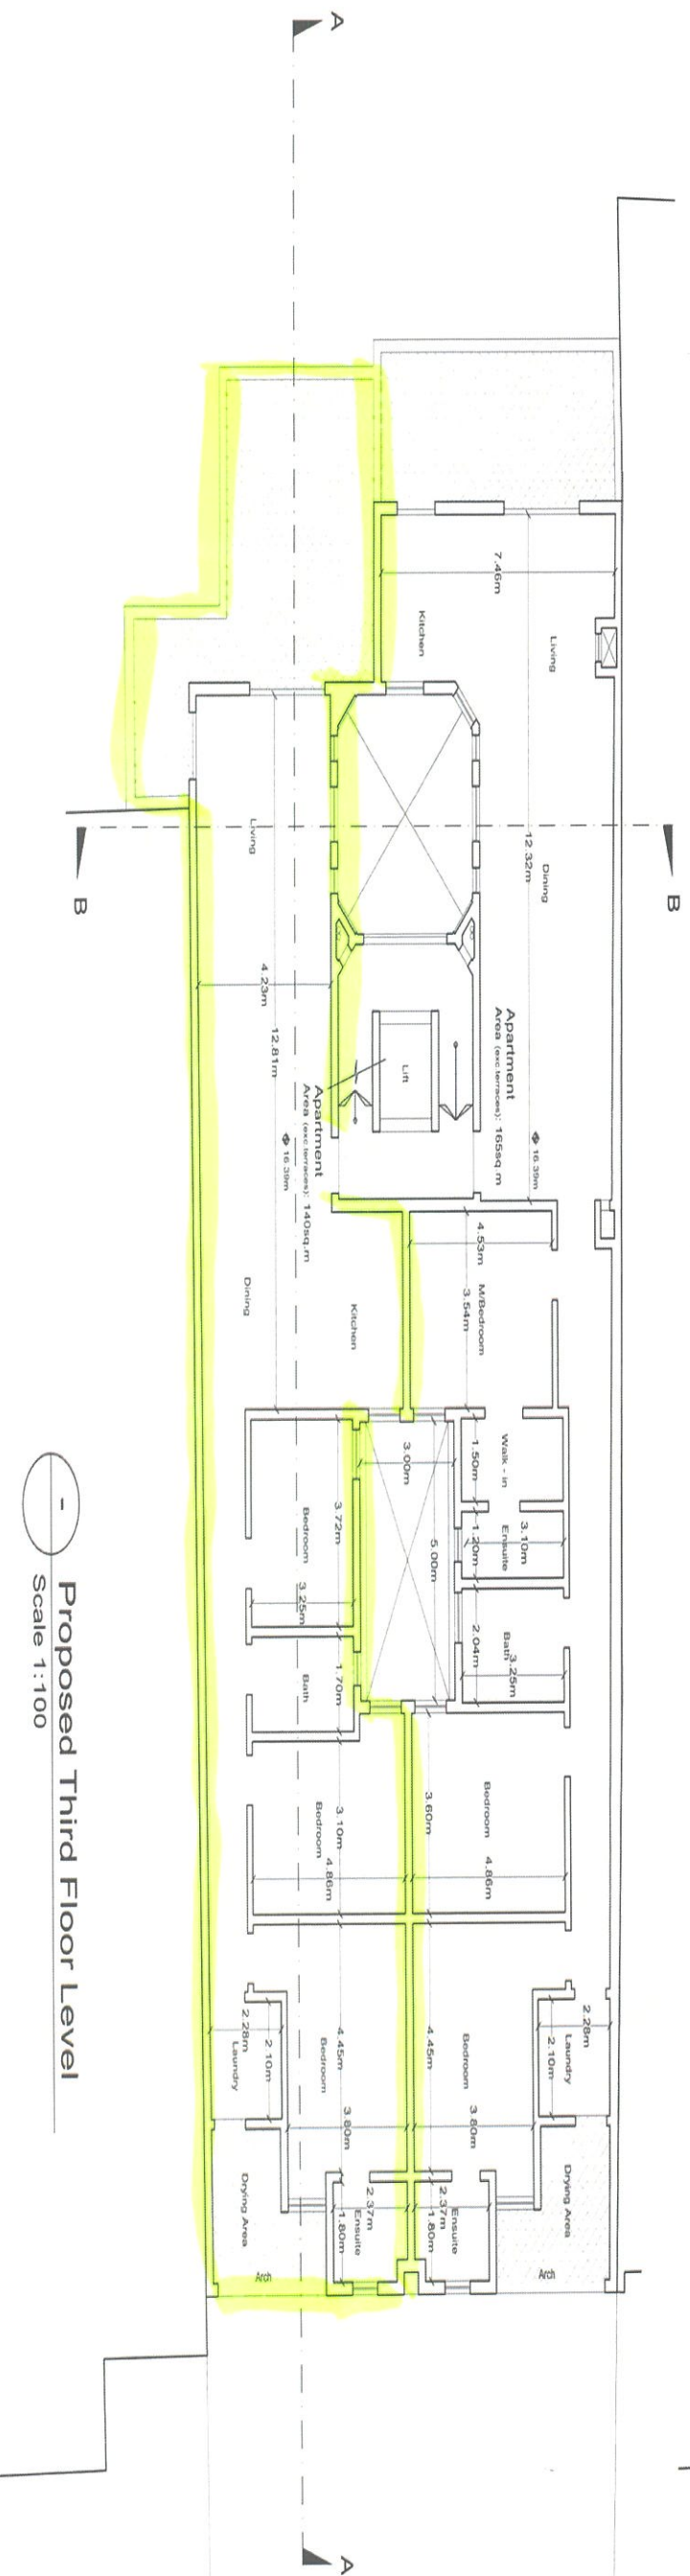 A
7.46m
Kitchen
Living
Living
12.32m
Dining
B
B
4.23m
12.81m
Lift
Apartment
Area (exc.terraces): 165sq.m
Apartment
Area (exc.terraces): 140sq.m
16.39m
16.39m
Dining
Kitchen
4.53m
M/Bedroom
3.54m
3.00m
5.00m
1.50m
Walk - in
1.20m
Ensuite
3.10m
2.04m
Bath
3.25m
3.72m
Bedroom
3.25m
1.70m
Bath
3.60m
Bedroom
4.86m
3.10m
Bedroom
4.86m
4.45m
Bedroom
3.80m
4.45m
Bedroom
3.80m
2.28m
Laundry
2.10m
2.28m
Laundry
2.10m
Drying Area
Arch
Drying Area
Arch
2.37m
Ensuite
1.80m
2.37m
Ensuite
1.80m
A
-
Proposed Third Floor Level
Scale 1:100